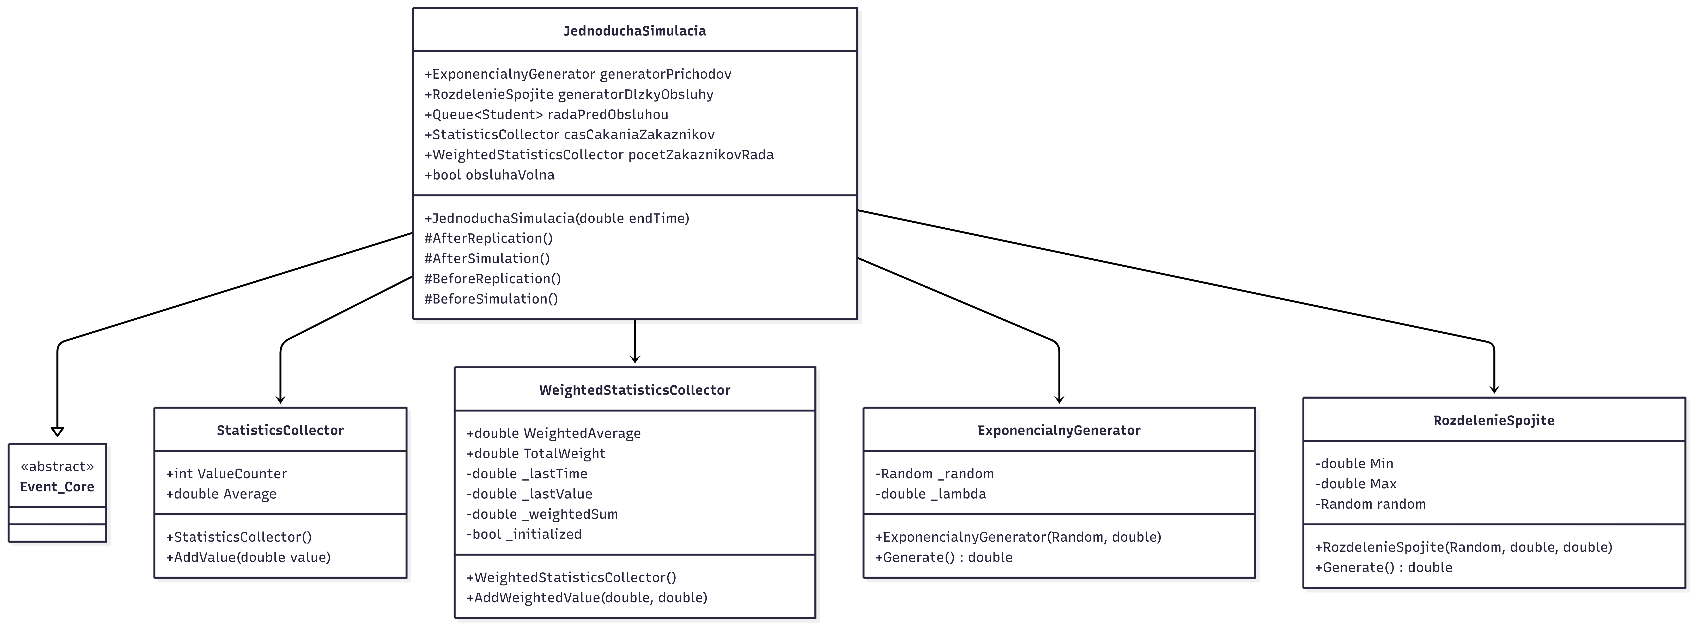 JednoduchaSimulacia
+ExponencialnyGenerator generatorPrichodov
+RozdelenieSpojite generatorDlzkyObsluhy
+Queue<Student> radaPredObsluhou
+StatisticsCollector casCakaniaZakaznikov
+WeightedStatisticsCollector pocetZakaznikovRada
+bool obsluhaVolna
+JednoduchaSimulacia(double endTime)
#AfterReplication()
#AfterSimulation()
#BeforeReplication()
#BeforeSimulation()
«abstract»
Event_Core
StatisticsCollector
+int ValueCounter
+double Average
+StatisticsCollector()
+AddValue(double value)
WeightedStatisticsCollector
+double WeightedAverage
+double TotalWeight
-double _lastTime
-double _lastValue
-double _weightedSum
-bool _initialized
+WeightedStatisticsCollector()
+AddWeightedValue(double, double)
ExponencialnyGenerator
-Random _random
-double _lambda
+ExponencialnyGenerator(Random, double)
+Generate() : double
RozdelenieSpojite
-double Min
-double Max
-Random random
+RozdelenieSpojite(Random, double, double)
+Generate() : double